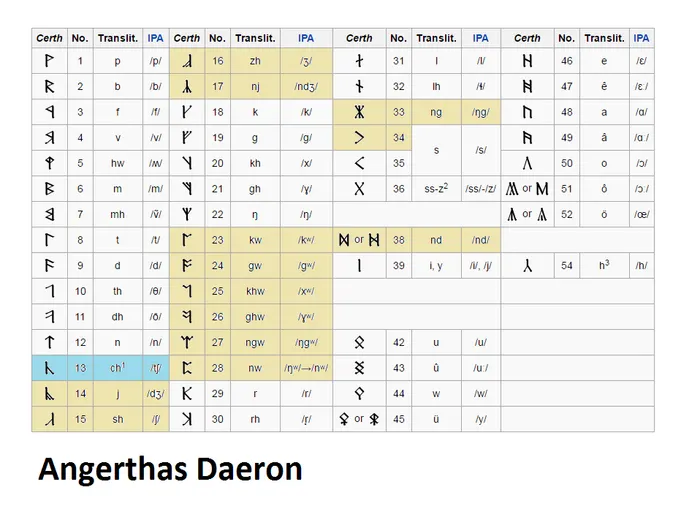 Certh No. Translit. IPA Certh No. Translit. IPA Certh No. Translit. IPA Certh No. Translit. IPA
1 p /p/ 16 zh /ʒ/ 31 l /l/ 46 e /ɛ/
2 b /b/ 17 nj /ndʒ/ 32 lh /ɬ/ 47 ê /ɛː/
3 f /f/ 18 k /k/ 33 ng /ŋg/ 48 a /ɑ/
4 v /v/ 19 g /g/ 34 s /s/ 49 â /ɑː/
5 hw /ʍ/ 20 kh /x/ 35 50 o /ɔ/
6 m /m/ 21 gh /ɣ/ 36 ss-z² /ss/-/z/ or 51 ô /ɔː/
7 mh /ṽ/ 22 ŋ /ŋ/ or 52 ö /œ/
8 t /t/ 23 kw /kʷ/ or 38 nd /nd/
9 d /d/ 24 gw /gʷ/ 39 i, y /i/, /j/ 54 h³ /h/
10 th /θ/ 25 khw /xʷ/
11 dh /ð/ 26 ghw /ɣʷ/
12 n /n/ 27 ngw /ŋgʷ/ 42 u /u/
13 ch¹ /tʃ/ 28 nw /ŋʷ/→/nʷ/ 43 û /uː/
14 j /dʒ/ 29 r /r/ 44 w /w/
15 sh /ʃ/ 30 rh /r̥/ or 45 ü /y/
Angerthas Daeron